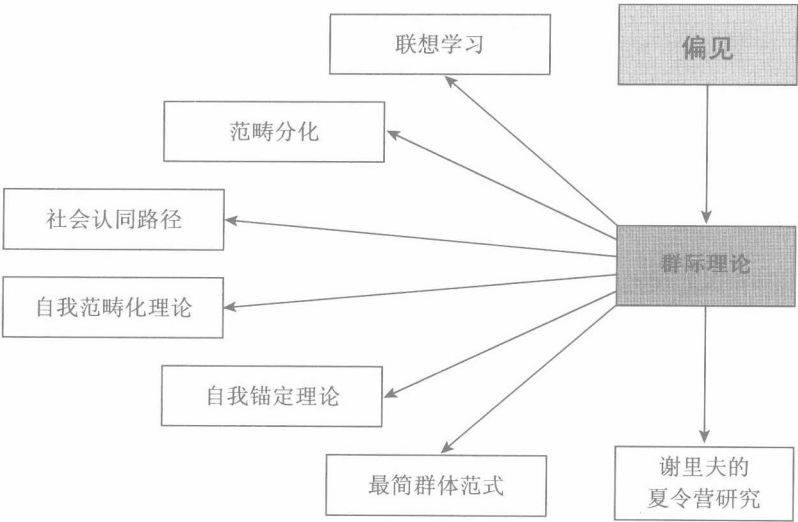 联想学习
偏见
范畴分化
社会认同路径
群际理论
自我范畴化理论
自我锚定理论
最简群体范式
谢里夫的
夏令营研究